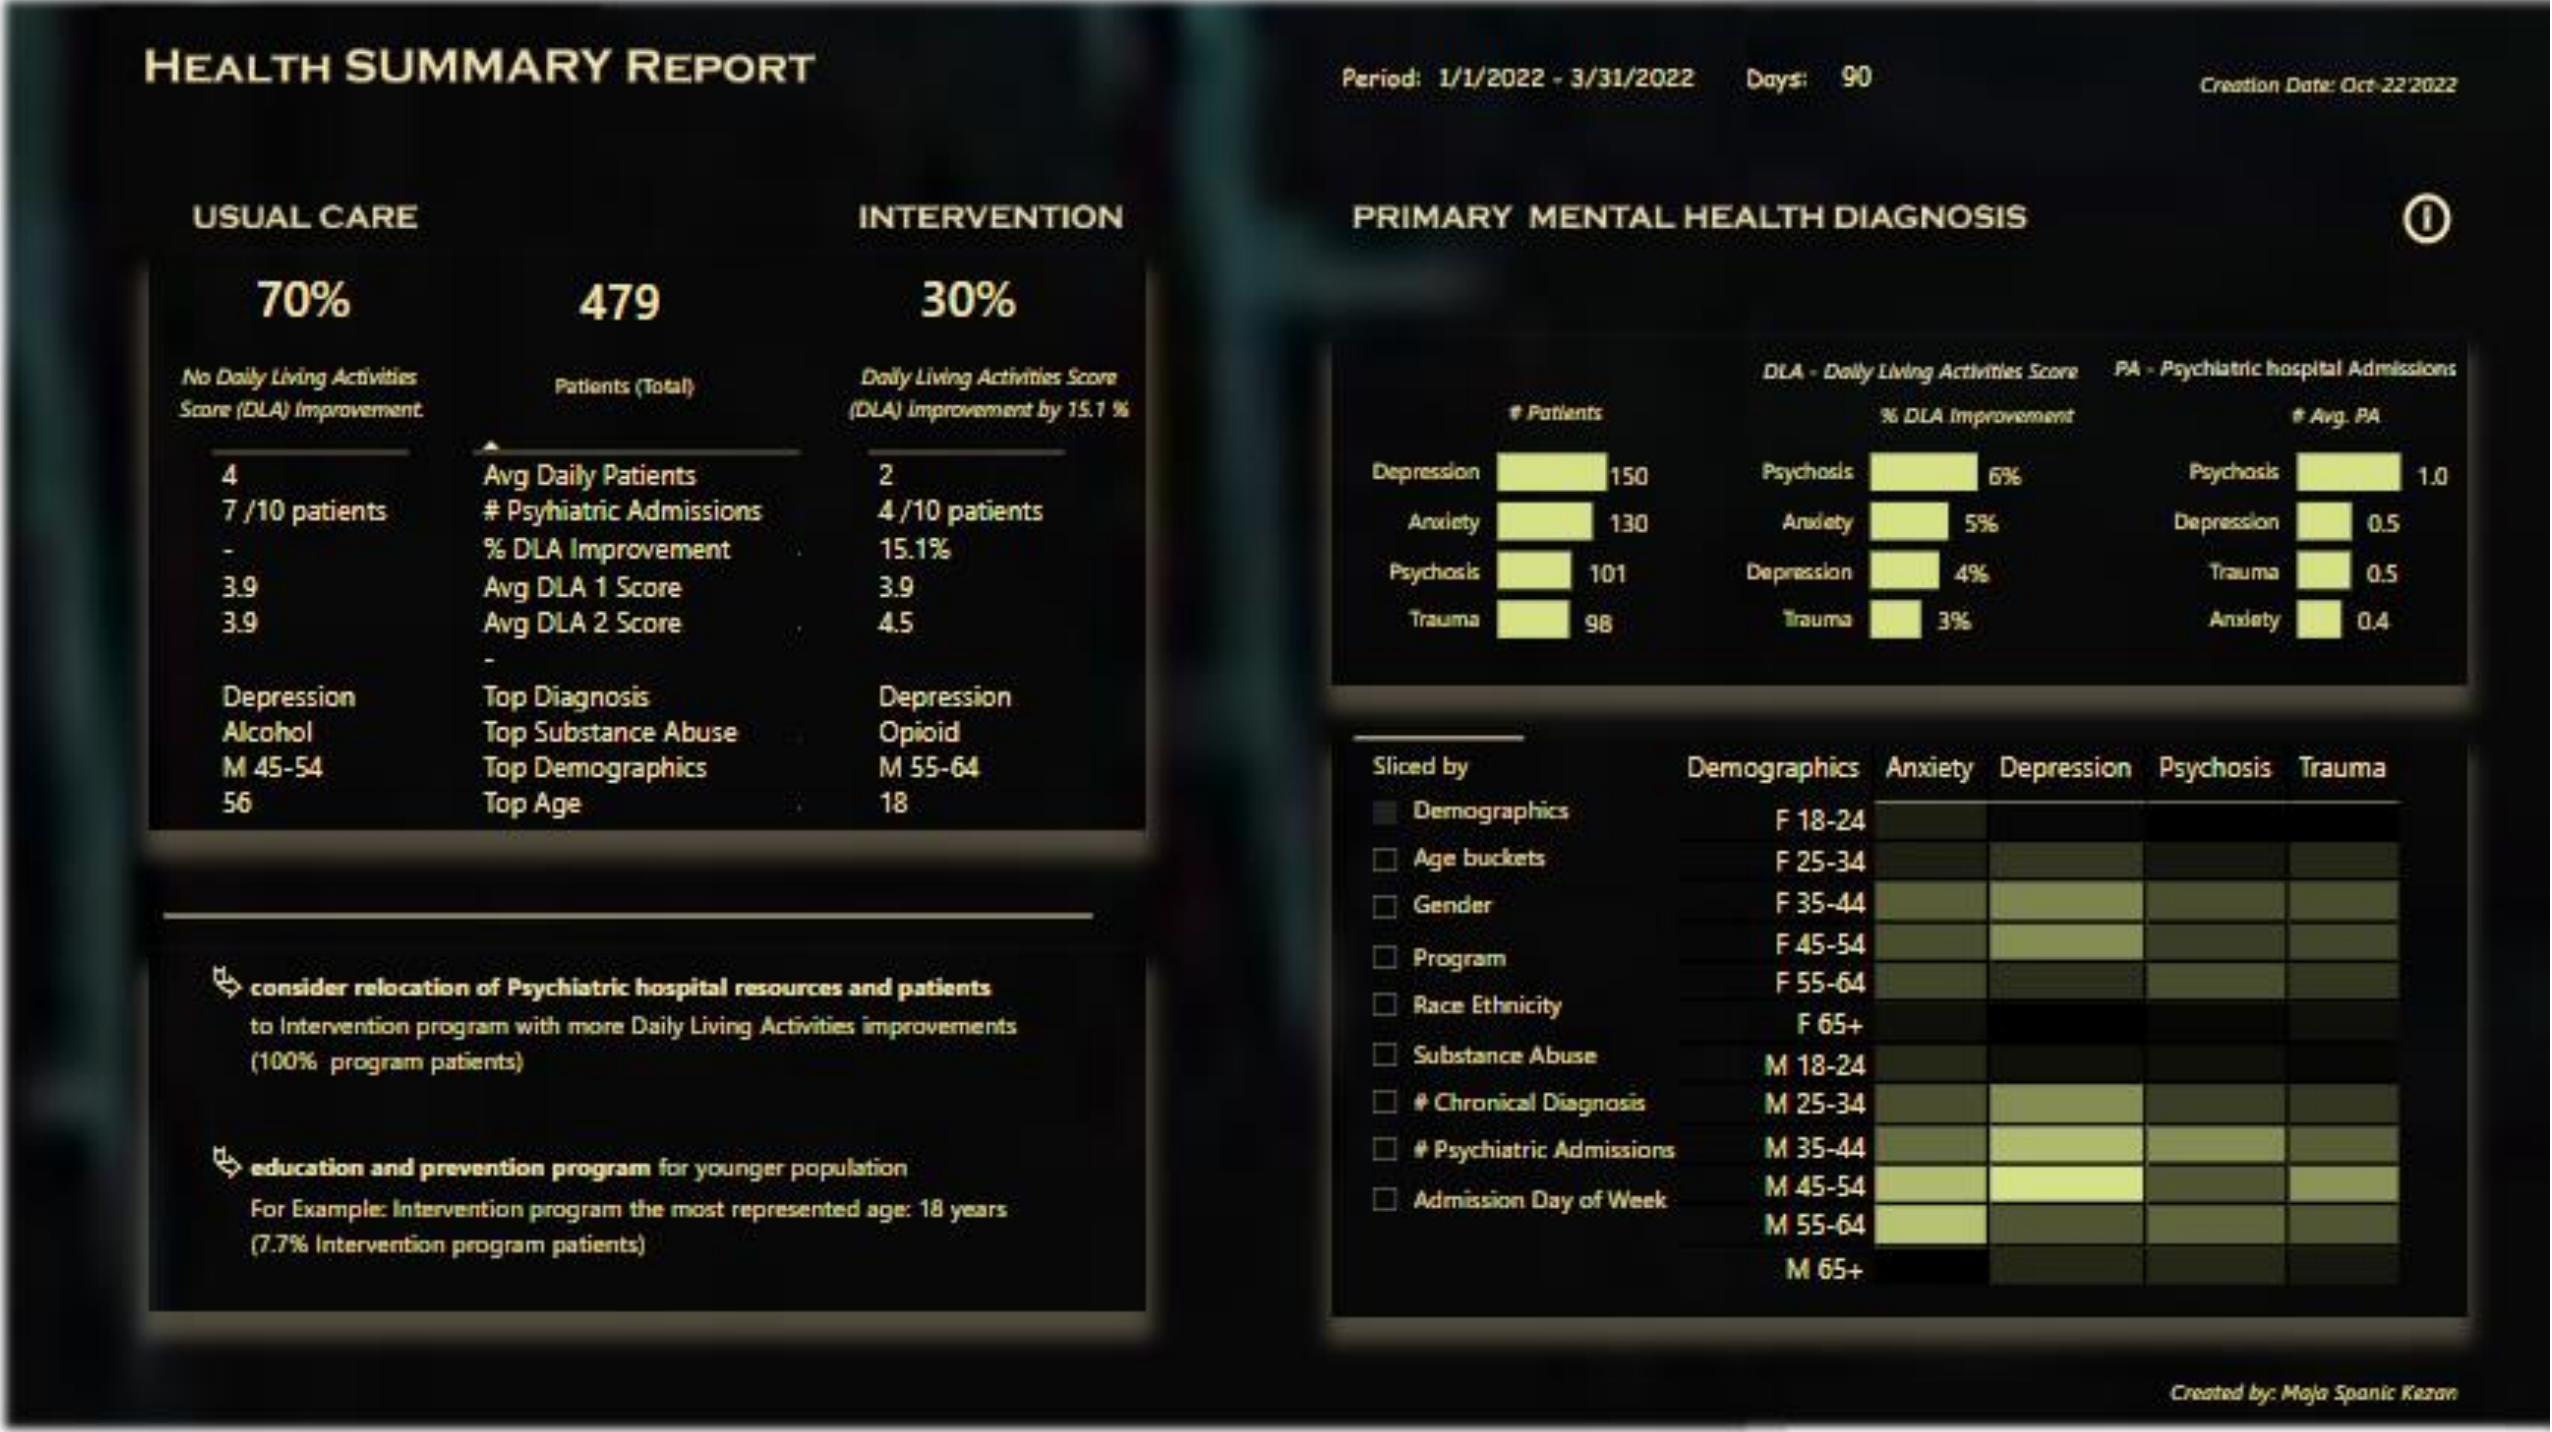 HEALTH SUMMARY REPORT
Period: 1/1/2022 - 3/31/2022 Days: 90
Creation Date: Oct-22'2022
USUAL CARE
INTERVENTION
70%
479
30%
No Daily Living Activities
Score (DLA) Improvement
Patients (Total)
Daily Living Activities Score
(DLA) Improvement by 15.1 %
4 Avg Daily Patients 2
7 /10 patients # Psyhiatric Admissions 4 /10 patients
- % DLA Improvement 15.1%
3.9 Avg DLA 1 Score 3.9
3.9 Avg DLA 2 Score 4.5
-
Depression Top Diagnosis Depression
Alcohol Top Substance Abuse Opioid
M 45-54 Top Demographics M 55-64
56 Top Age 18
consider relocation of Psychiatric hospital resources and patients
to Intervention program with more Daily Living Activities improvements
(100% program patients)
education and prevention program for younger population
For Example: Intervention program the most represented age: 18 years
(7.7% Intervention program patients)
PRIMARY MENTAL HEALTH DIAGNOSIS
DLA - Daily Living Activities Score
PA - Psychiatric hospital Admissions
# Patients
Depression 150
Anxiety 130
Psychosis 101
Trauma 98
% DLA Improvement
Psychosis 6%
Anxiety 5%
Depression 4%
Trauma 3%
# Avg. PA
Psychosis 1.0
Depression 0.5
Trauma 0.5
Anxiety 0.4
Sliced by
Demographics
Age buckets
Gender
Program
Race Ethnicity
Substance Abuse
# Chronical Diagnosis
# Psychiatric Admissions
Admission Day of Week
Demographics Anxiety Depression Psychosis Trauma
F 18-24
F 25-34
F 35-44
F 45-54
F 55-64
F 65+
M 18-24
M 25-34
M 35-44
M 45-54
M 55-64
M 65+
Created by: Maja Spanic Kezan